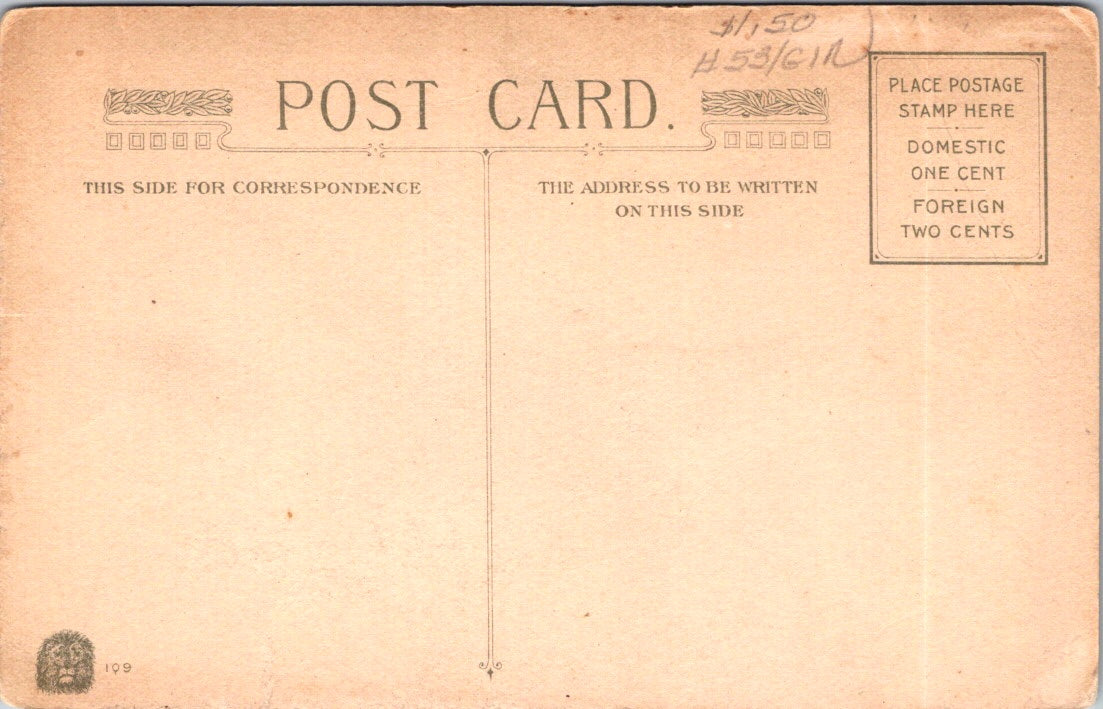 $1,50
H53/GIR
POST CARD.
PLACE POSTAGE
STAMP HERE
DOMESTIC
ONE CENT
FOREIGN
TWO CENTS
THIS SIDE FOR CORRESPONDENCE
THE ADDRESS TO BE WRITTEN
ON THIS SIDE
109